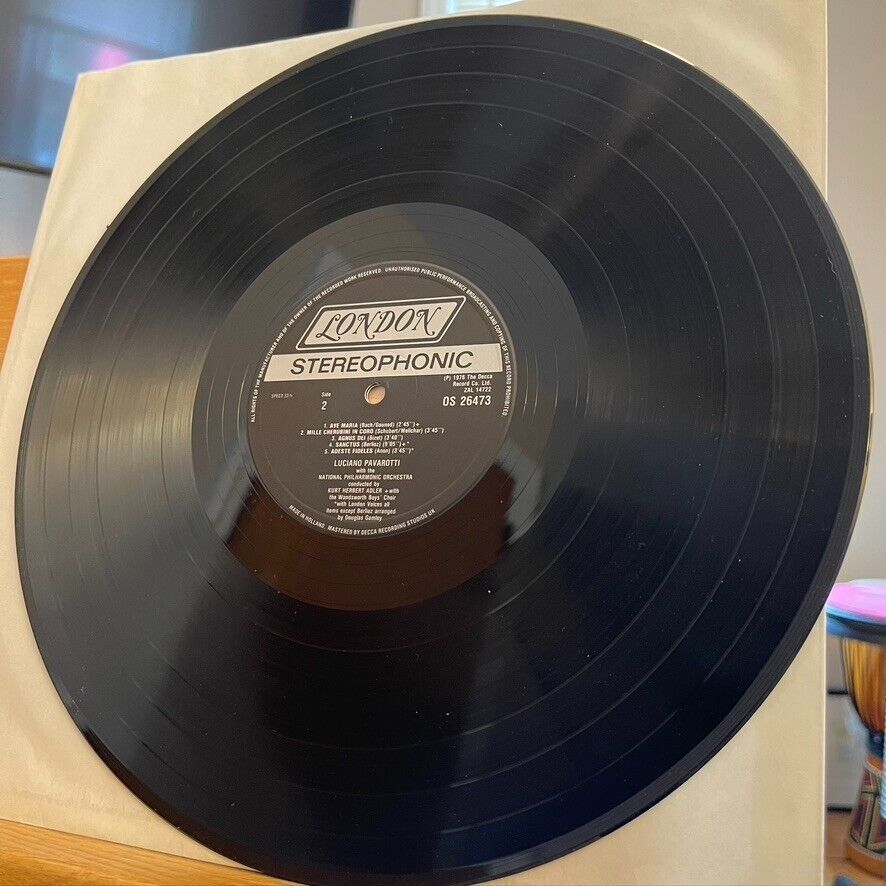 ALL RIGHTS OF THE MANUFACTURER AND OF THE OWNER OF THE RECORDED WORK RESERVED. UNAUTHORISED PUBLIC PERFORMANCE BROADCASTING AND COPYING OF THIS RECORD PROHIBITED
LONDON
STEREOPHONIC
(P) 1976 The Decca
Record Co. Ltd.
ZAL 14722
SPEED 33⅓
Side
2
OS 26473
1. AVE MARIA (Bach/Gounod) (2'45")+
2. MILLE CHERUBINI IN CORO (Schubert/Melichar) (3'45")
3. AGNUS DEI (Bizet) (3'40")
4. SANCTUS (Berlioz) (9'05")+*
5. ADESTE FIDELES (Anon) (3'45")*
LUCIANO PAVAROTTI
with the
NATIONAL PHILHARMONIC ORCHESTRA
conducted by
KURT HERBERT ADLER +with
the Wandsworth Boys' Choir
*with London Voices all
items except Berlioz arranged
by Douglas Gamley
MADE IN HOLLAND. MASTERED BY DECCA RECORDING STUDIOS UK